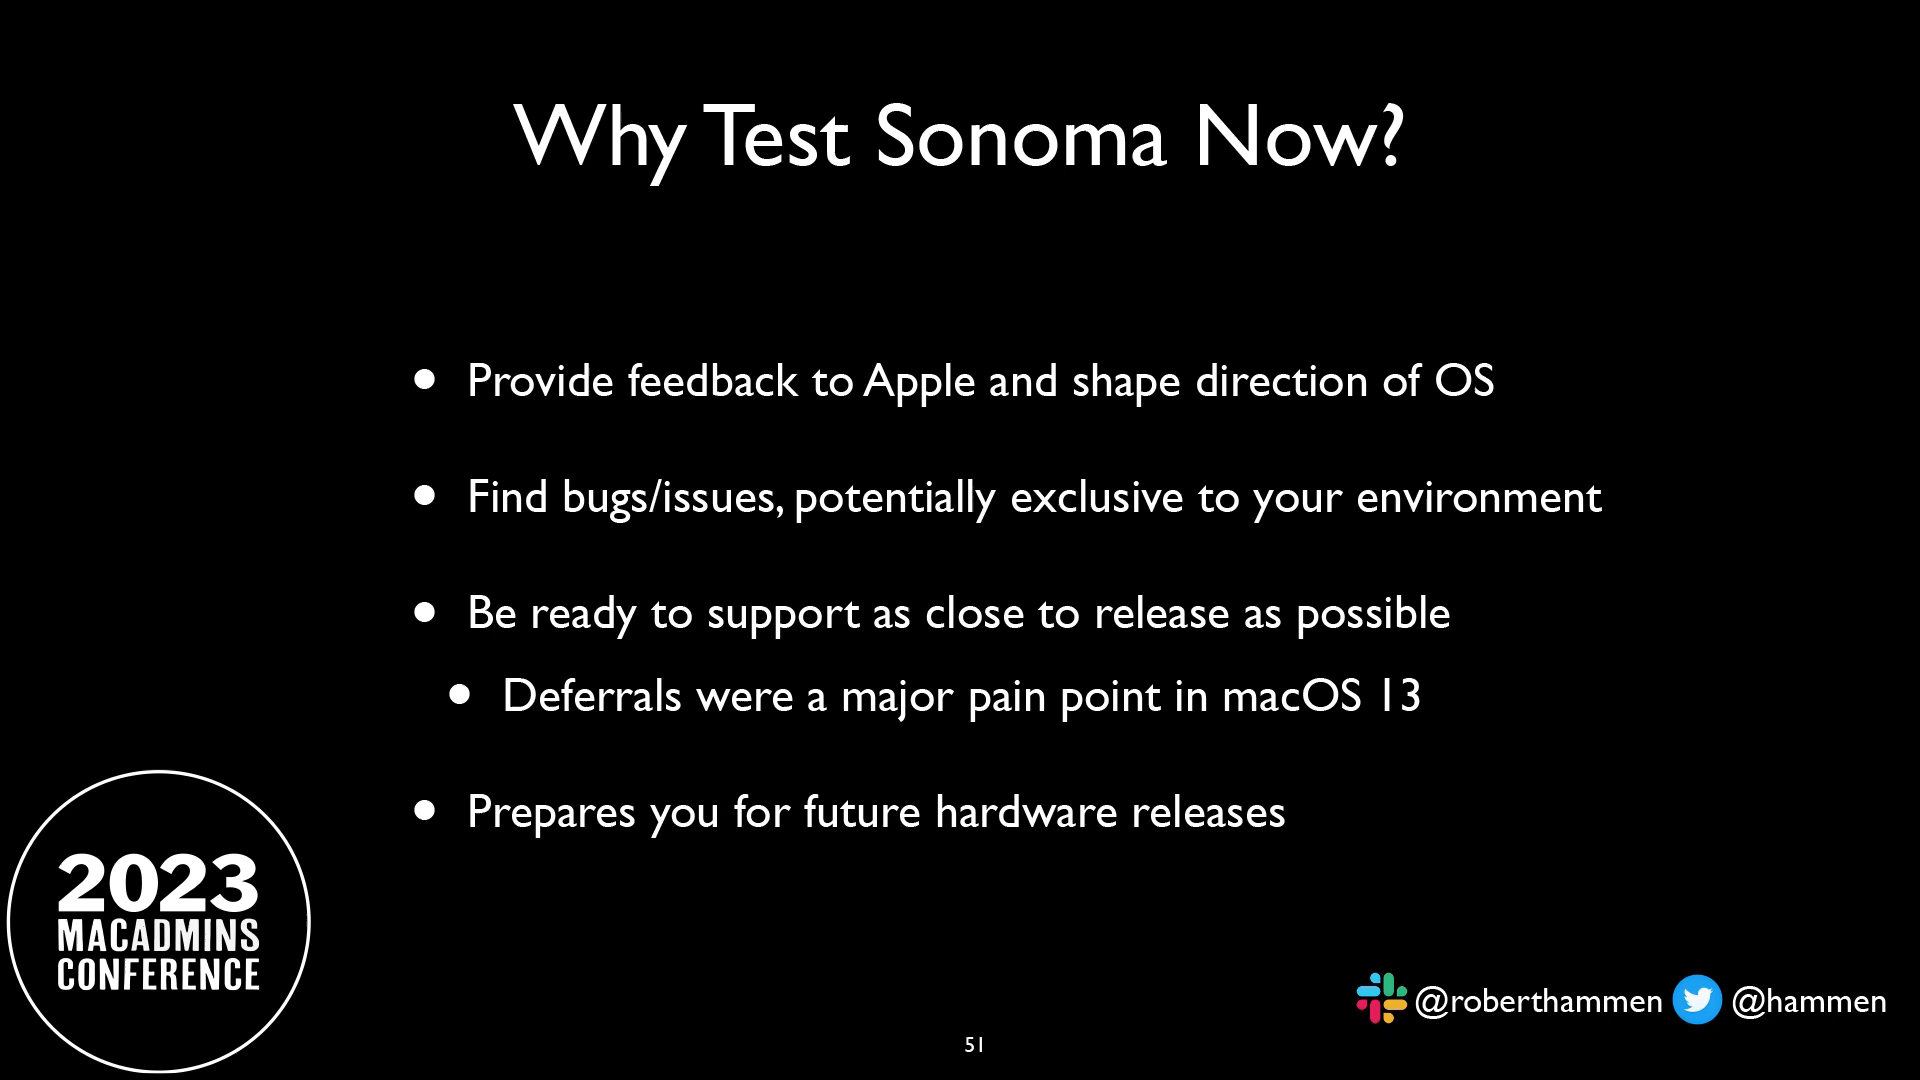 Why Test Sonoma Now?
• Provide feedback to Apple and shape direction of OS
• Find bugs/issues, potentially exclusive to your environment
• Be ready to support as close to release as possible
• Deferrals were a major pain point in macOS 13
• Prepares you for future hardware releases
2023
MACADMINS
CONFERENCE
@roberthammen @hammen
51